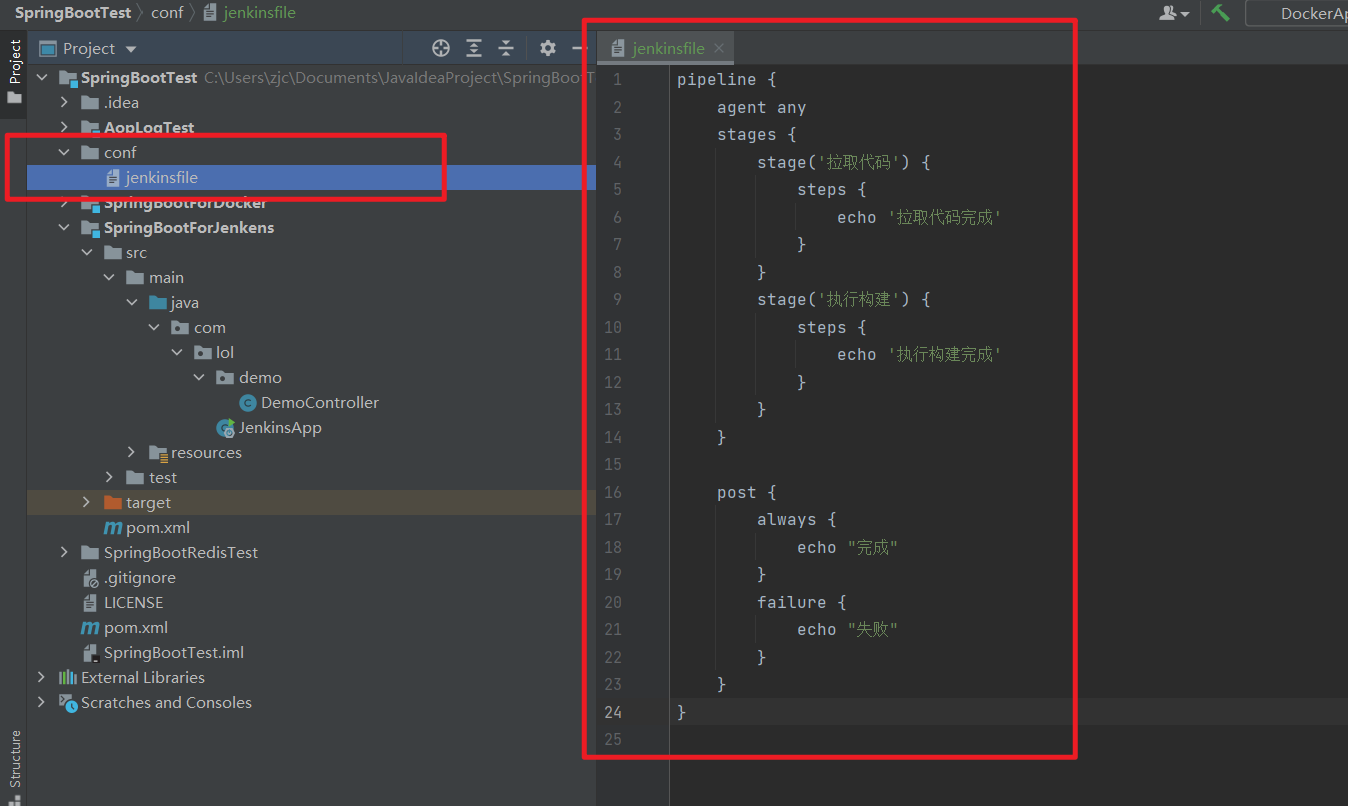 SpringBootTest conf jenkinsfile
DockerAp
Project
Project
jenkinsfile
SpringBootTest C:\Users\zjc\Documents\JavaIdeaProject\SpringBootT
.idea
AopLogTest
conf
jenkinsfile
SpringBootForDocker
SpringBootForJenkens
src
main
java
com
lol
demo
DemoController
JenkinsApp
resources
test
target
pom.xml
SpringBootRedisTest
.gitignore
LICENSE
pom.xml
SpringBootTest.iml
External Libraries
Scratches and Consoles
Structure
1 pipeline {
2 agent any
3 stages {
4 stage('拉取代码') {
5 steps {
6 echo '拉取代码完成'
7 }
8 }
9 stage('执行构建') {
10 steps {
11 echo '执行构建完成'
12 }
13 }
14 }
15
16 post {
17 always {
18 echo "完成"
19 }
20 failure {
21 echo "失败"
22 }
23 }
24 }
25